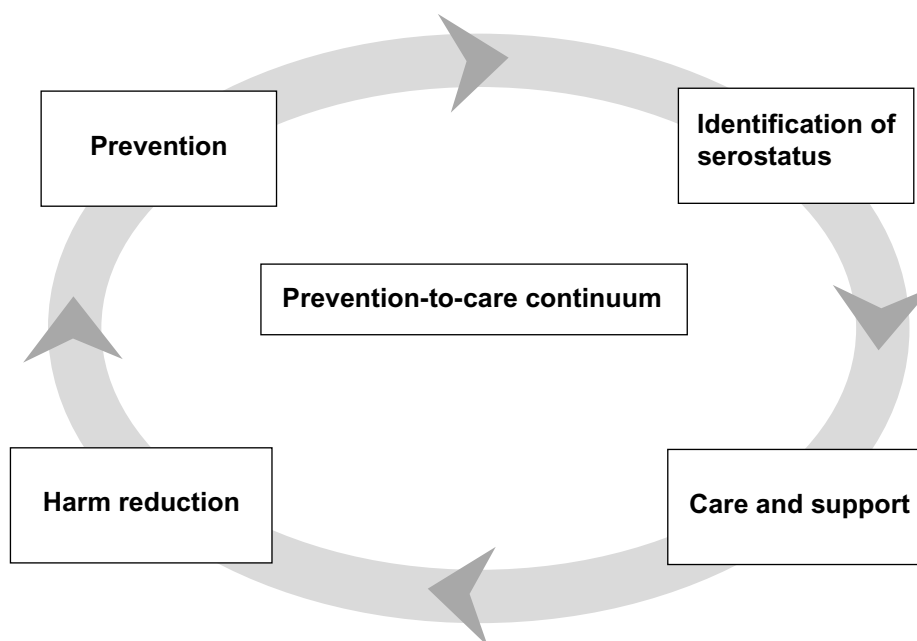 Prevention
Identification of
serostatus
Prevention-to-care continuum
Harm reduction
Care and support